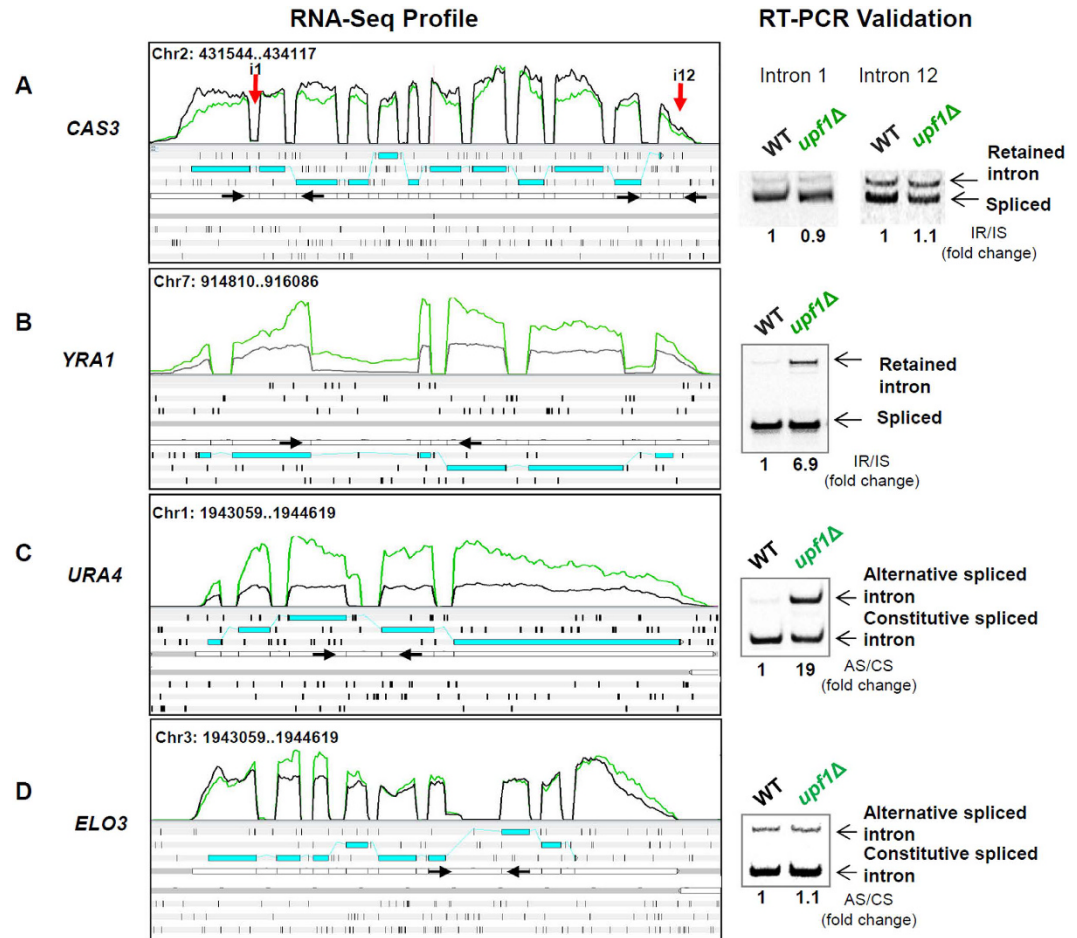 RNA-Seq Profile
RT-PCR Validation
A
CAS3
Chr2: 431544..434117
i1
i12
Intron 1
Intron 12
WT
upf1Δ
WT
upf1Δ
Retained
intron
Spliced
1
0.9
1
1.1
IR/IS
(fold change)
B
YRA1
Chr7: 914810..916086
WT
upf1Δ
Retained
intron
Spliced
1
6.9
IR/IS
(fold change)
C
URA4
Chr1: 1943059..1944619
WT
upf1Δ
Alternative spliced
intron
Constitutive spliced
intron
1
19
AS/CS
(fold change)
D
ELO3
Chr3: 1943059..1944619
WT
upf1Δ
Alternative spliced
intron
Constitutive spliced
intron
1
1.1
AS/CS
(fold change)